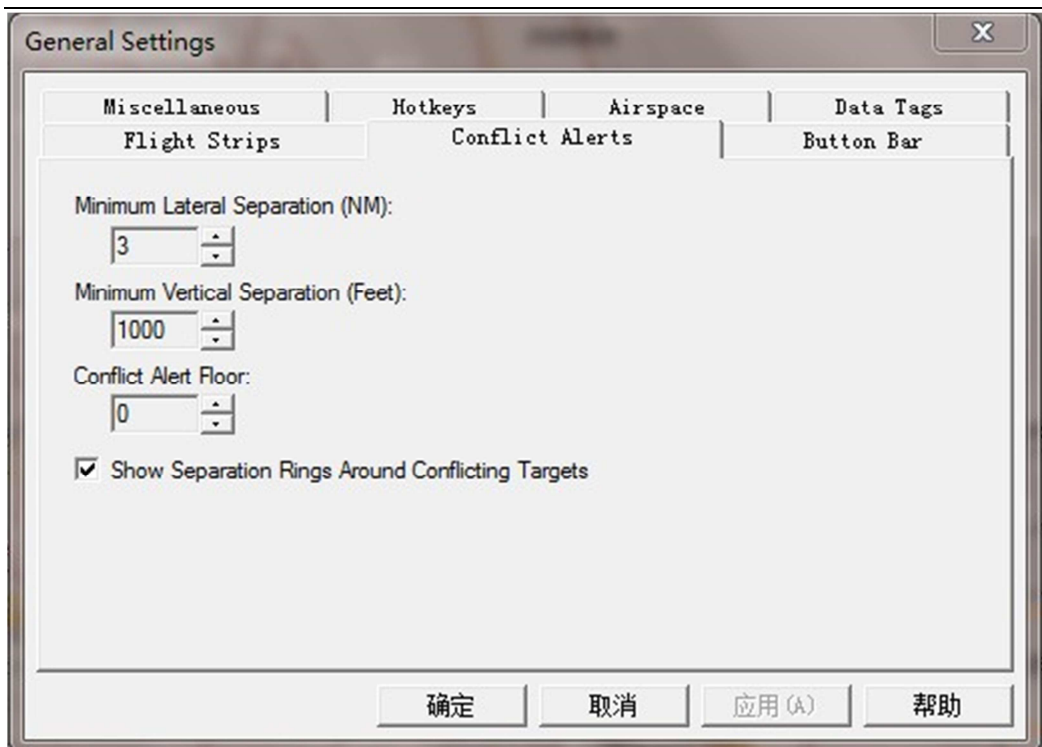 General Settings
Miscellaneous Hotkeys Airspace Data Tags
Flight Strips Conflict Alerts Button Bar
Minimum Lateral Separation (NM):
3
Minimum Vertical Separation (Feet):
1000
Conflict Alert Floor:
0
Show Separation Rings Around Conflicting Targets
确定 取消 应用(A) 帮助